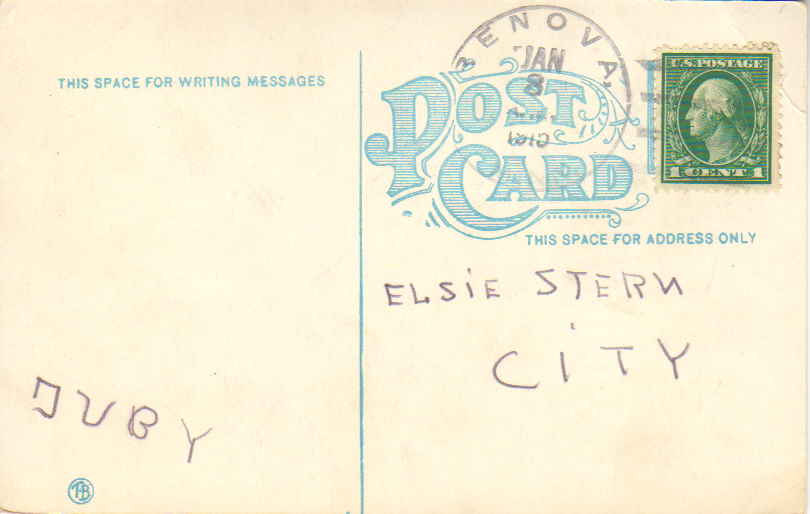 RENOVA,
JAN
8
THIS SPACE FOR WRITING MESSAGES
POST CARD
U.S. POSTAGE
1 CENT 1
THIS SPACE FOR ADDRESS ONLY
ELSIE STERN
CITY
JUBY
TB